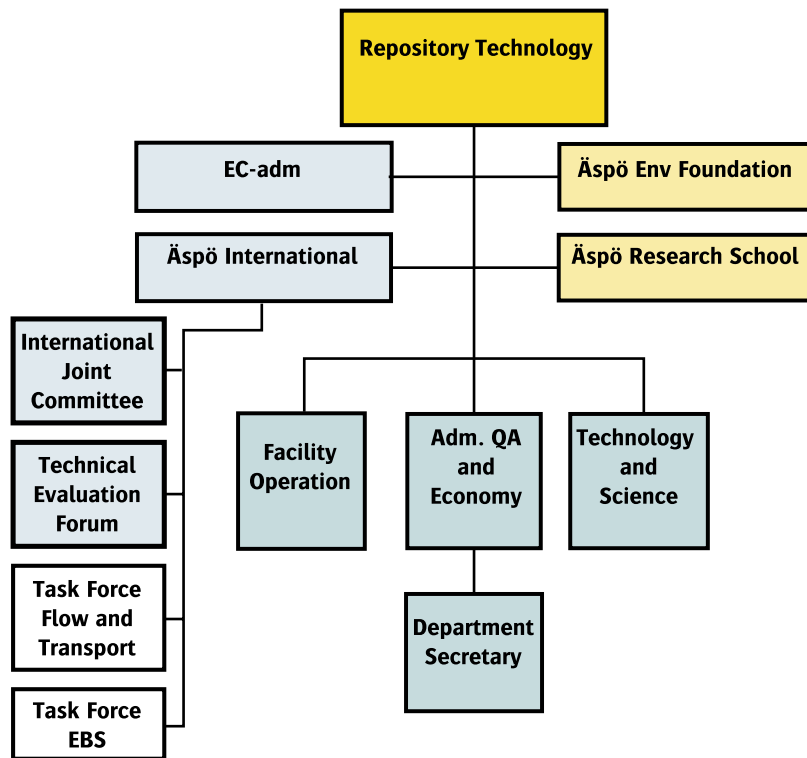 Repository Technology
EC-adm
Äspö Env Foundation
Äspö International
Äspö Research School
International
Joint
Committee
Technical
Evaluation
Forum
Task Force
Flow and
Transport
Task Force
EBS
Facility
Operation
Adm. QA
and
Economy
Technology
and
Science
Department
Secretary